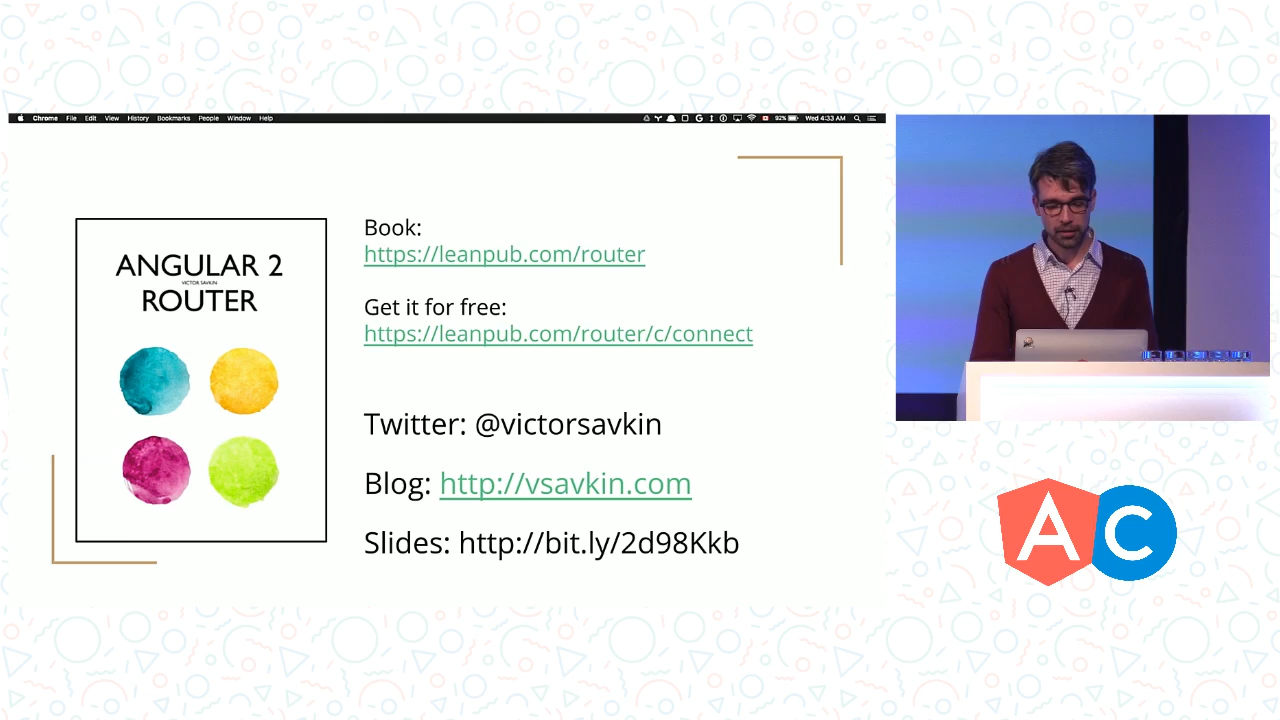 Chrome File Edit View History Bookmarks People Window Help
92% Wed 4:33 AM
ANGULAR 2
VICTOR SAVKIN
ROUTER
Book:
https://leanpub.com/router
Get it for free:
https://leanpub.com/router/c/connect
Twitter: @victorsavkin
Blog: http://vsavkin.com
Slides: http://bit.ly/2d98Kkb
AC